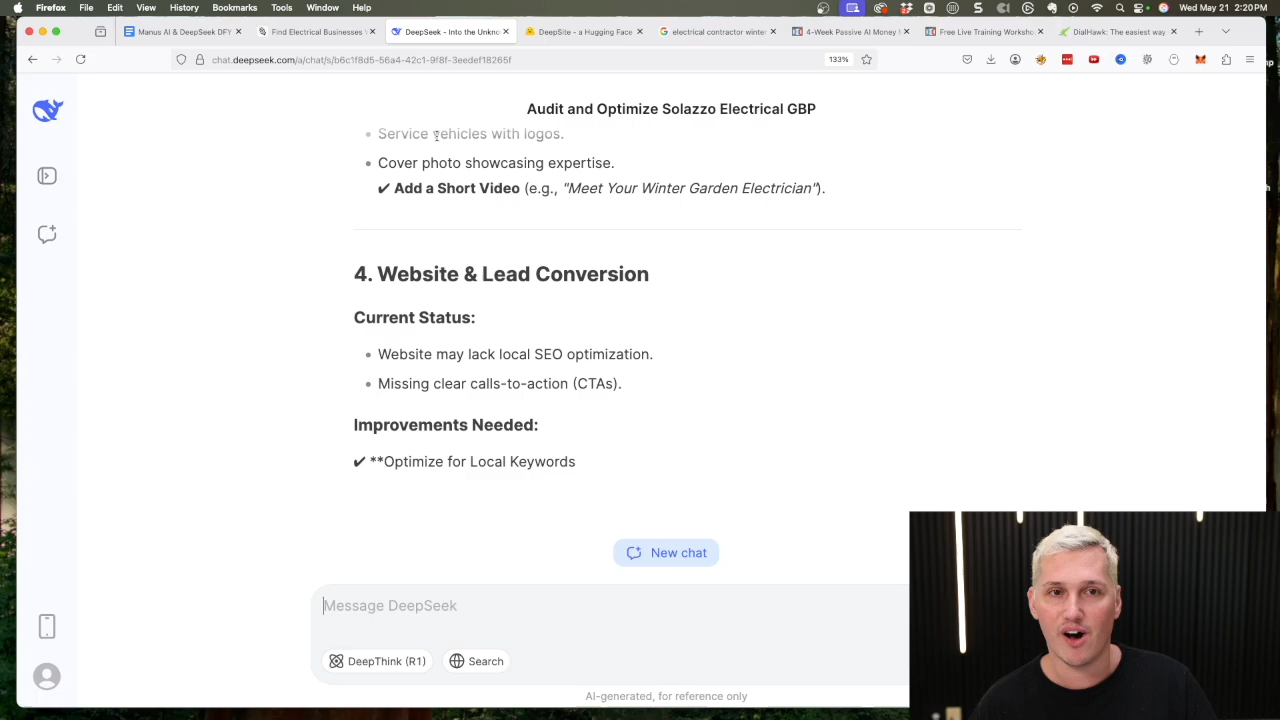 Firefox File Edit View History Bookmarks Tools Window Help
Wed May 21 2:20 PM
Manus AI & DeepSeek DFY
Find Electrical Businesses
DeepSeek - Into the Unkno
DeepSite - a Hugging Face
electrical contractor winter
4-Week Passive AI Money
Free Live Training Worksho
DialHawk: The easiest way
chat.deepseek.com/a/chat/s/b6c1f8d5-56a4-42c1-9f8f-3eedef18265f
133%
Audit and Optimize Solazzo Electrical GBP
Service vehicles with logos.
Cover photo showcasing expertise.
✔ Add a Short Video (e.g., "Meet Your Winter Garden Electrician").
4. Website & Lead Conversion
Current Status:
Website may lack local SEO optimization.
Missing clear calls-to-action (CTAs).
Improvements Needed:
✔ **Optimize for Local Keywords
New chat
Message DeepSeek
DeepThink (R1)
Search
AI-generated, for reference only